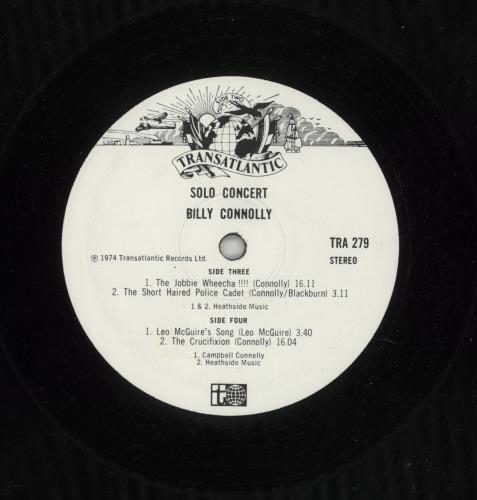 SIDE TWO
TRANSATLANTIC
SOLO CONCERT
BILLY CONNOLLY
TRA 279
℗ 1974 Transatlantic Records Ltd.
STEREO
SIDE THREE
1. The Jobbie Wheecha !!!! (Connolly) 16.11
2. The Short Haired Police Cadet (Connolly/Blackburn) 3.11
1 & 2. Heathside Music
SIDE FOUR
1. Leo McGuire's Song (Leo McGuire) 3.40
2. The Crucifixion (Connolly) 16.04
1. Campbell Connelly
2. Heathside Music